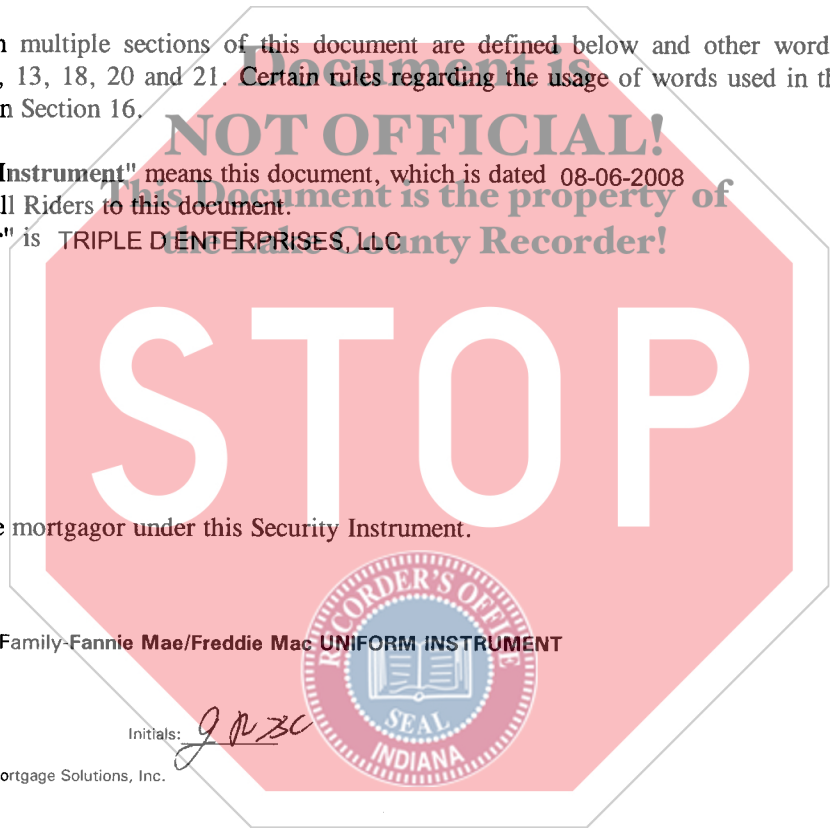 n multiple sections of this document are defined below and other word
Document is
, 13, 18, 20 and 21. Certain rules regarding the usage of words used in th
n Section 16.
NOT OFFICIAL!
Instrument" means this document, which is dated 08-06-2008
This Document is the property of
ll Riders to this document.
" is TRIPLE D ENTERPRISES, LLC
the Lake County Recorder!
STOP
e mortgagor under this Security Instrument.
RECORDER'S OFFICE
Family-Fannie Mae/Freddie Mac UNIFORM INSTRUMENT
SEAL
INDIANA
Initials:
ortgage Solutions, Inc.